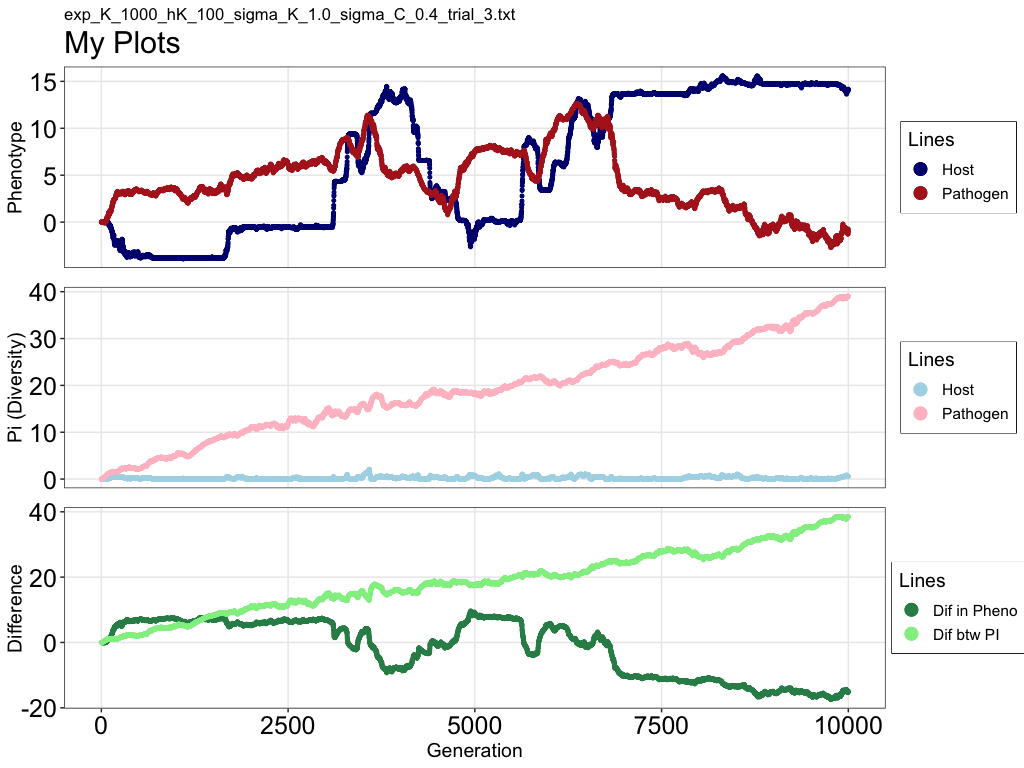 exp_K_1000_hK_100_sigma_K_1.0_sigma_C_0.4_trial_3.txt
My Plots
15
10
5
0
Phenotype
Lines
Host
Pathogen
40
30
20
10
0
Pi (Diversity)
Lines
Host
Pathogen
40
20
0
-20
Difference
Lines
Dif in Pheno
Dif btw PI
0
2500
5000
7500
10000
Generation